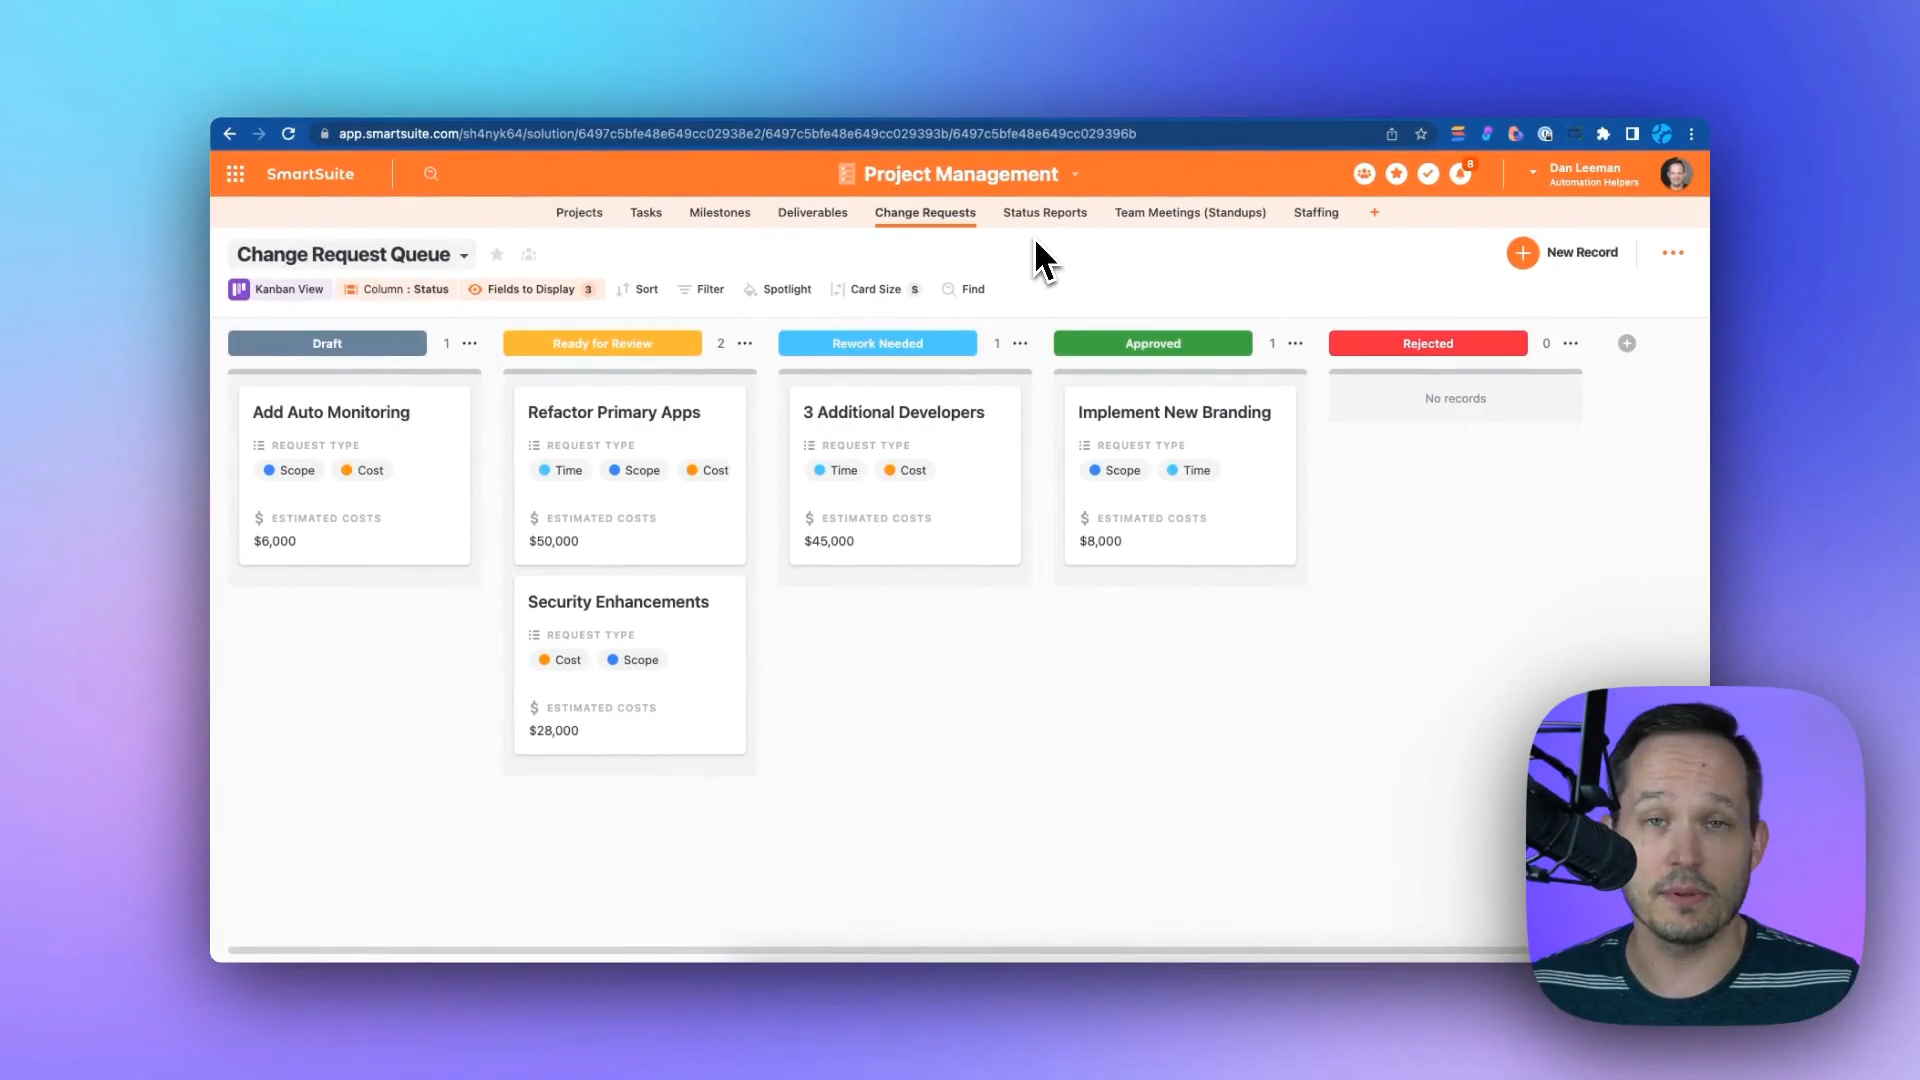 app.smartsuite.com/sh4nyk64/solution/6497c5bfe48e649cc02938e2/6497c5bfe48e649cc029393b/6497c5bfe48e649cc029396b
SmartSuite
Project Management
8
Dan Leeman
Automation Helpers
Projects Tasks Milestones Deliverables Change Requests Status Reports Team Meetings (Standups) Staffing +
Change Request Queue
New Record
Kanban View Column : Status Fields to Display 3 Sort Filter Spotlight Card Size S Find
Draft 1 Ready for Review 2 Rework Needed 1 Approved 1 Rejected 0
Add Auto Monitoring
REQUEST TYPE
Scope Cost
ESTIMATED COSTS
$6,000
Refactor Primary Apps
REQUEST TYPE
Time Scope Cost
ESTIMATED COSTS
$50,000
Security Enhancements
REQUEST TYPE
Cost Scope
ESTIMATED COSTS
$28,000
3 Additional Developers
REQUEST TYPE
Time Cost
ESTIMATED COSTS
$45,000
Implement New Branding
REQUEST TYPE
Scope Time
ESTIMATED COSTS
$8,000
No records